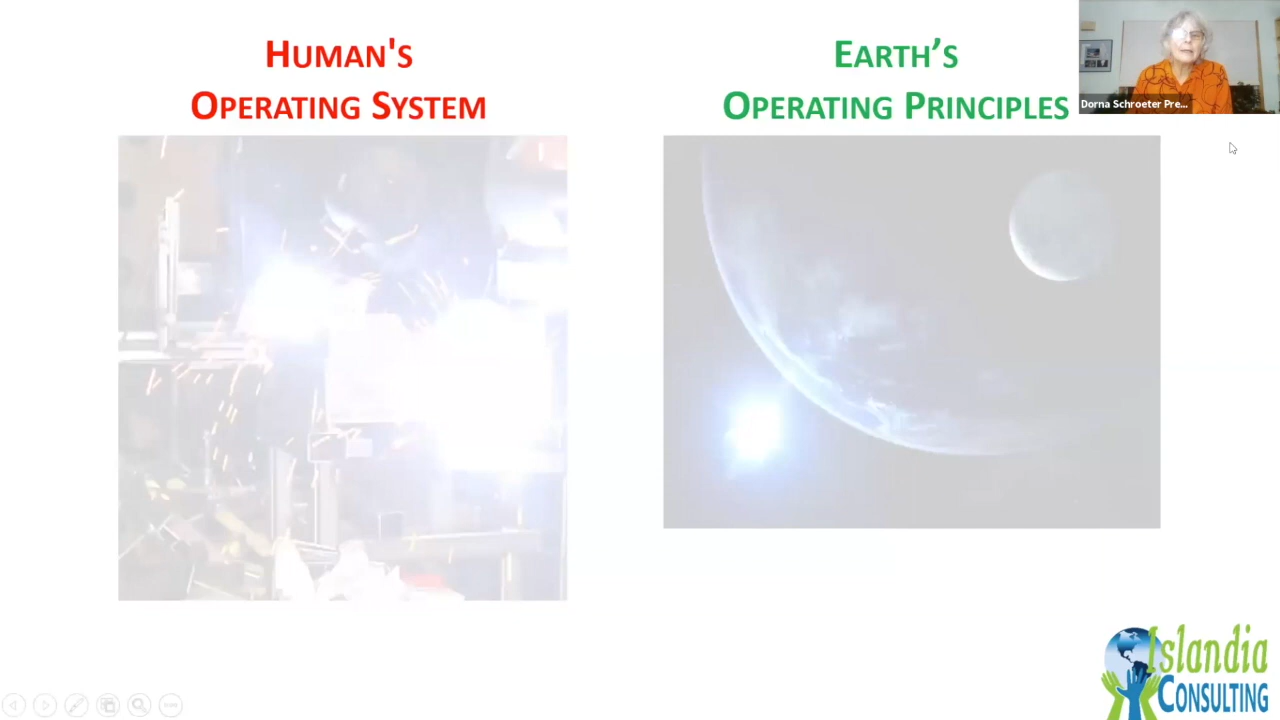 HUMAN'S
OPERATING SYSTEM
EARTH’S
OPERATING PRINCIPLES
Dorna Schroeter Pre...
Islandia
CONSULTING